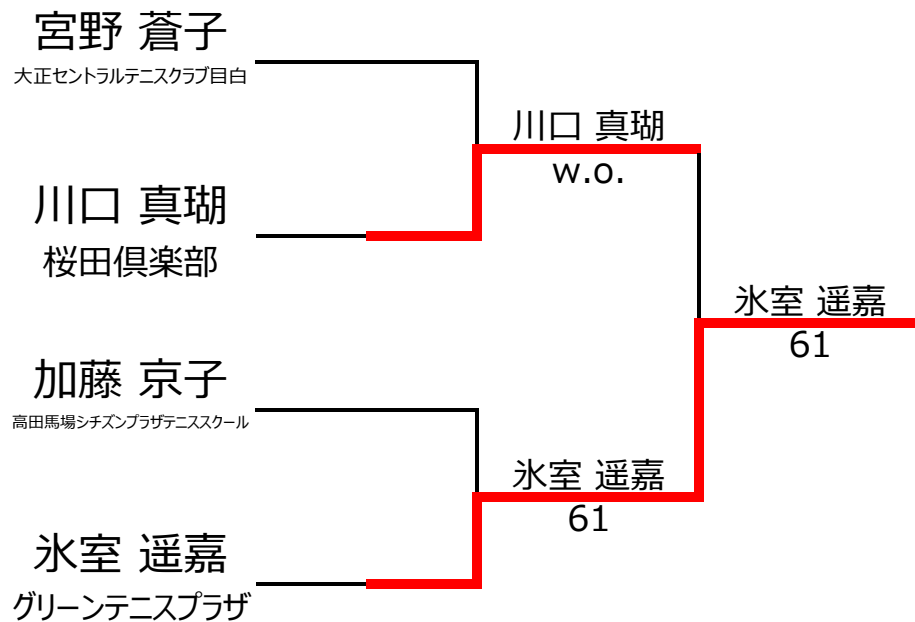 宮野 蒼子
大正セントラルテニスクラブ目白
川口 真瑚
w.o.
川口 真瑚
桜田倶楽部
氷室 遥嘉
61
加藤 京子
高田馬場シチズンプラザテニススクール
氷室 遥嘉
61
氷室 遥嘉
グリーンテニスプラザ